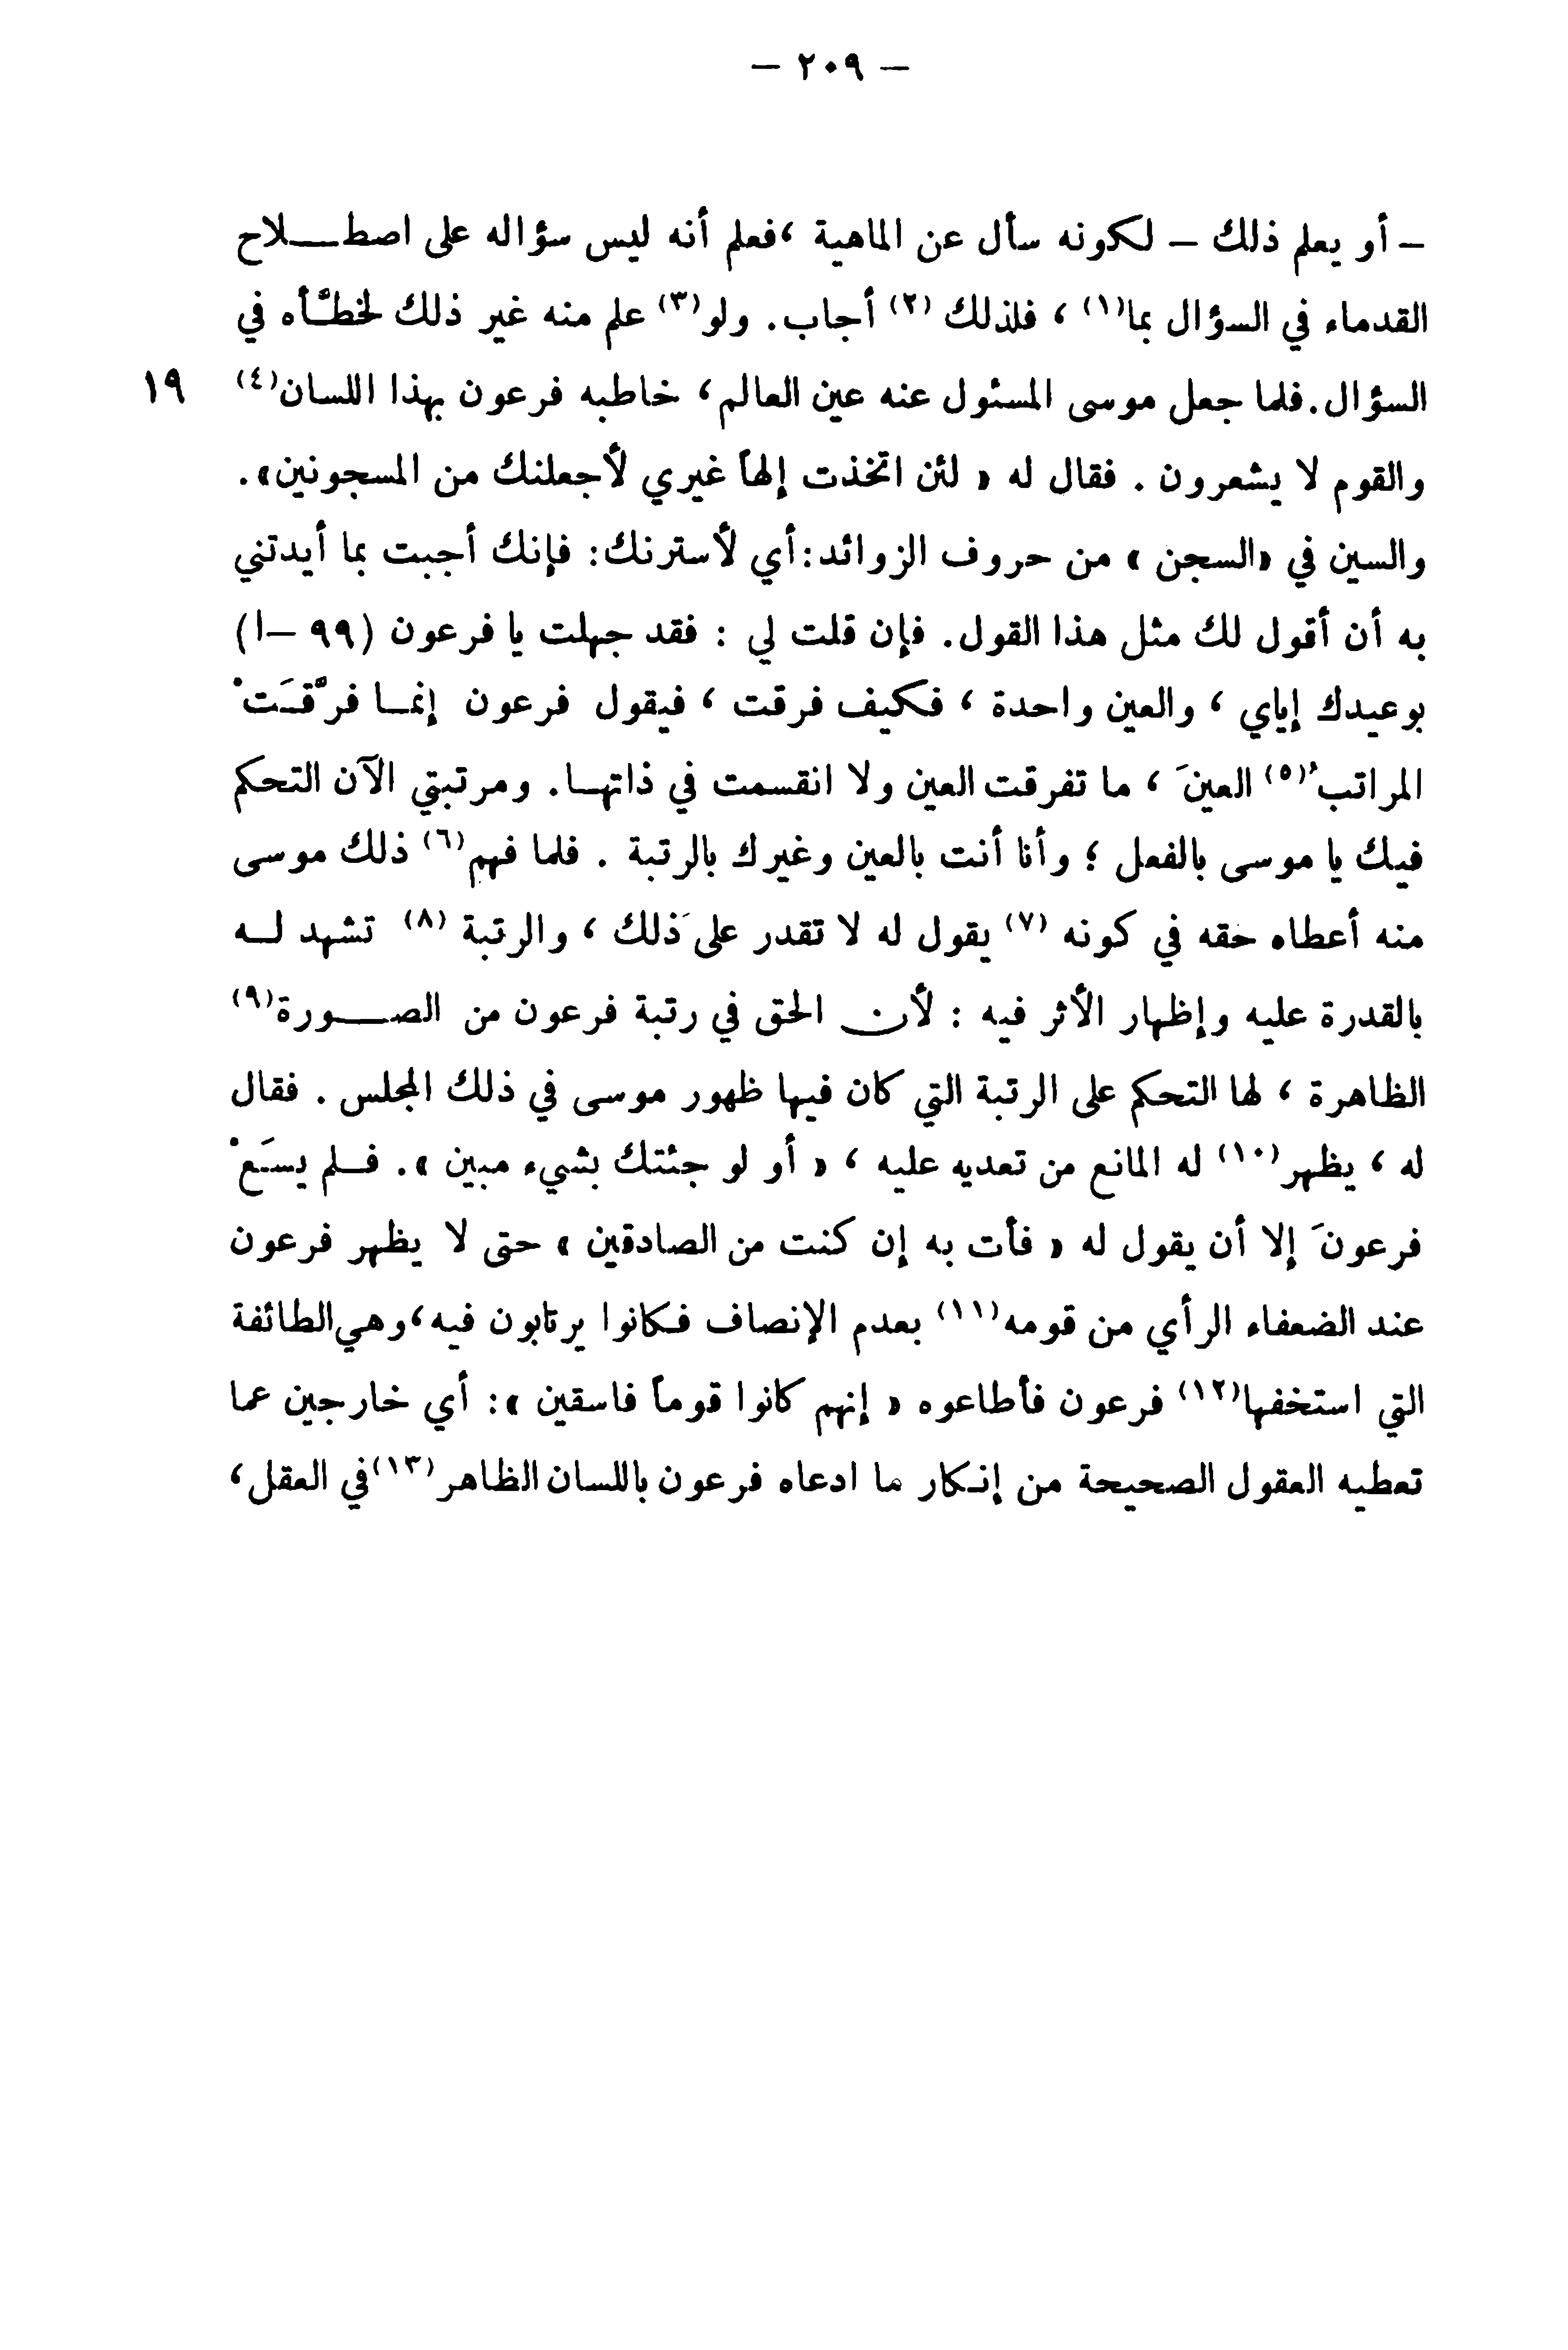 — ٢٠٩ —
– أو يعلم ذلك – لكونه سأل عن الماهية ، فعلم أنه ليس سؤاله على اصطـــلاح
القدماء في السؤال بما(١) ، فلذلك (٢) أجاب. ولو(٣) علم منه غير ذلك لخطَّأه في
السؤال. فلما جعل موسى المسئول عنه عين العالم، خاطبه فرعون بهذا اللسان(٤) ١٩
والقوم لا يشعرون . فقال له « لئن اتخذت إلهاً غيري لأجعلنك من المسجونين».
والسين في «السجن » من حروف الزوائد: أي لأسترنك: فإنك أجبت بما أيدتني
به أن أقول لك مثل هذا القول. فإن قلت لي : فقد جهلت يا فرعون (٩٩ –ا)
بوعيدك إياي ، والعين واحدة ، فكيف فرقت ، فيقول فرعون إنمـا فرَّقَـتْ
المراتبُ(٥) العينَ ، ما تفرقت العين ولا انقسمت في ذاتهـا. ومرتبتي الآن التحكم
فيك يا موسى بالفعل ؛ وأنا أنت بالعين وغيرك بالرتبة . فلما فهم(٦) ذلك موسى
منه أعطاه حقه في كونه (٧) يقول له لا تقدر على ذلك ، والرتبة (٨) تشهد لـه
بالقدرة عليه وإظهار الأثر فيه : لأن الحق في رتبة فرعون من الصـــورة(٩)
الظاهرة ، لها التحكم على الرتبة التي كان فيها ظهور موسى في ذلك المجلس . فقال
له ، يظهر(١٠) له المانع من تعديه عليه ، « أو لو جئتك بشيء مبين ». فـلم يسَعْ
فرعونَ إلا أن يقول له « فأت به إن كنت من الصادقين » حتى لا يظهر فرعون
عند الضعفاء الرأي من قومه(١١) بعدم الإنصاف فكانوا يرتابون فيه، وهي الطائفة
التي استخفها(١٢) فرعون فأطاعوه « إنهم كانوا قوماً فاسقين »: أي خارجين عما
تعطيه العقول الصحيحة من إنكار ما ادعاه فرعون باللسان الظاهر(١٣) في العقل،